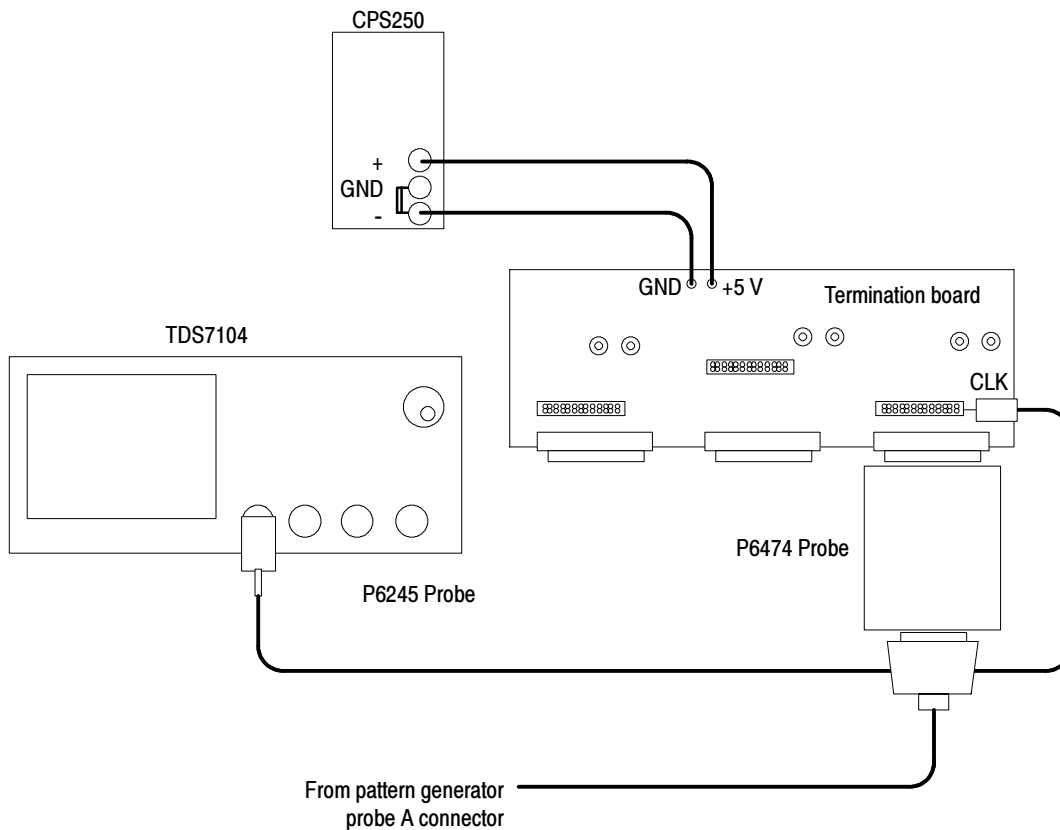 CPS250
+
GND
-
GND
+5 V
Termination board
TDS7104
CLK
P6474 Probe
P6245 Probe
From pattern generator
probe A connector